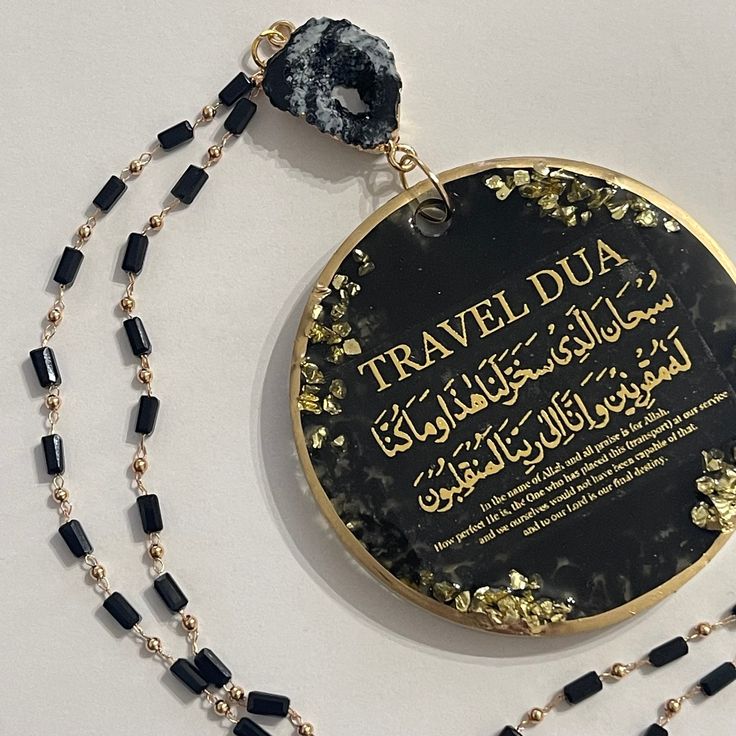 TRAVEL DUA
سُبْحَانَ الَّذِي سَخَّرَ لَنَا هَٰذَا وَمَا كُنَّا
لَهُ مُقْرِنِينَ وَإِنَّا إِلَى رَبِّنَا لَمُنقَلِبُونَ
In the name of Allah, and all praise is for Allah.
How perfect He is, the One who has placed this (transport) at our service
and we ourselves would not have been capable of that
and to our Lord is our final destiny.